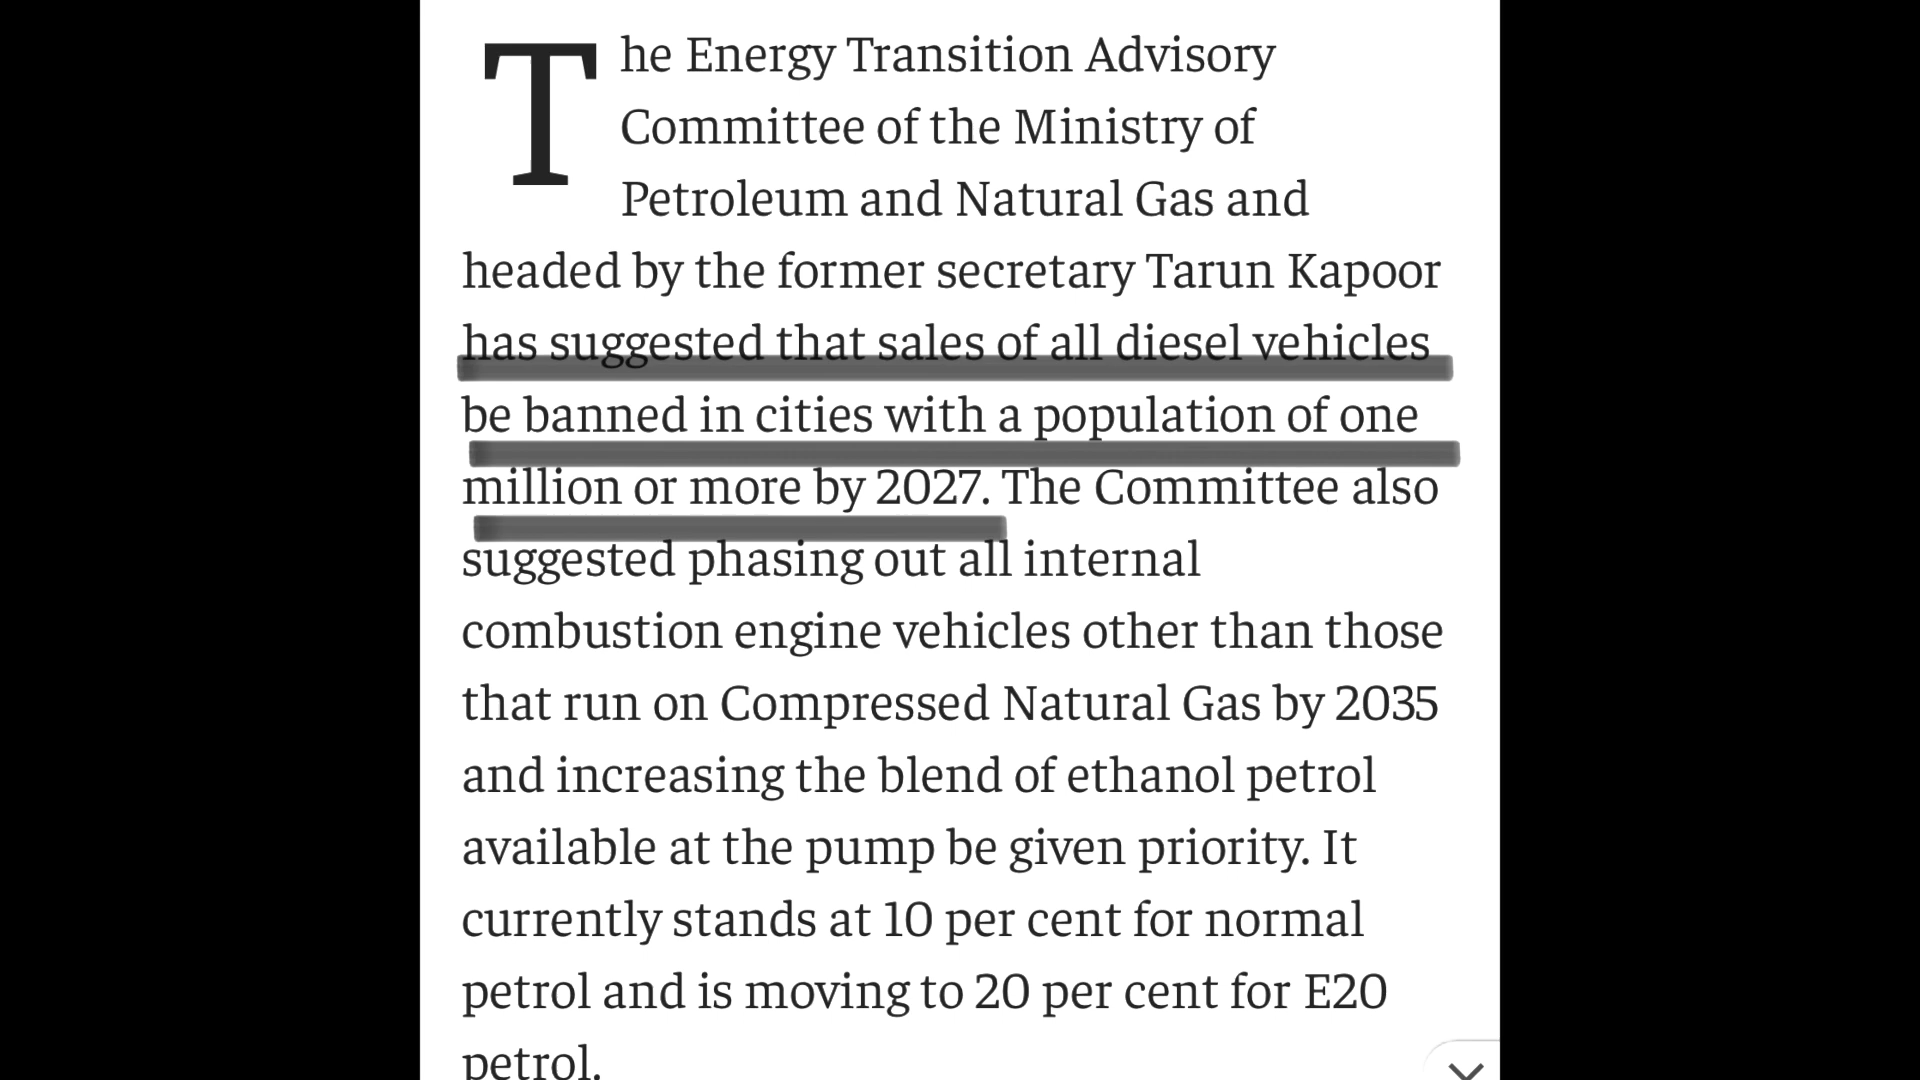 The Energy Transition Advisory
Committee of the Ministry of
Petroleum and Natural Gas and
headed by the former secretary Tarun Kapoor
has suggested that sales of all diesel vehicles
be banned in cities with a population of one
million or more by 2027. The Committee also
suggested phasing out all internal
combustion engine vehicles other than those
that run on Compressed Natural Gas by 2035
and increasing the blend of ethanol petrol
available at the pump be given priority. It
currently stands at 10 per cent for normal
petrol and is moving to 20 per cent for E20
petrol.